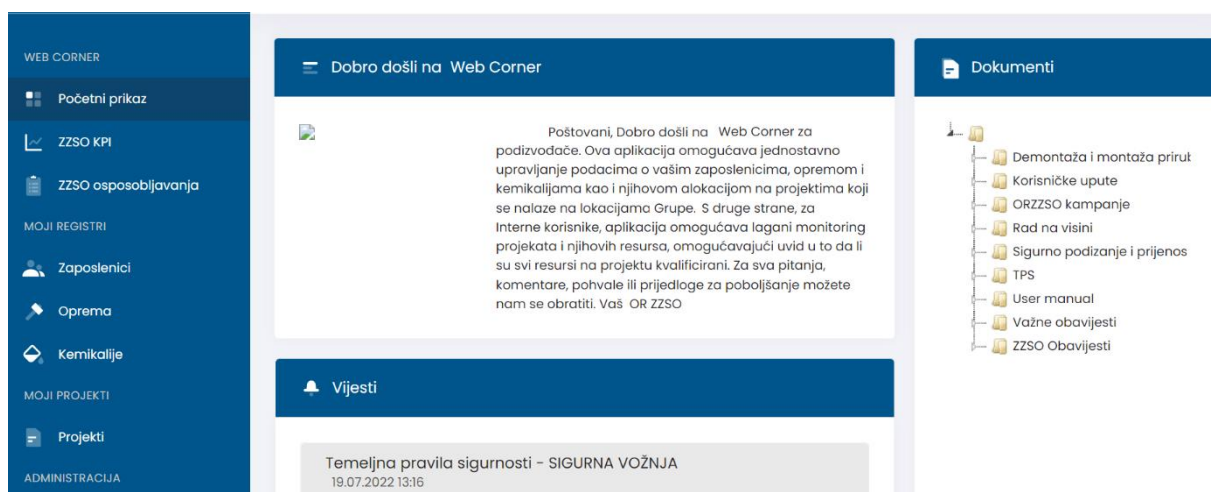 WEB CORNER
Početni prikaz
ZZSO KPI
ZZSO osposobljavanja
MOJI REGISTRI
Zaposlenici
Oprema
Kemikalije
MOJI PROJEKTI
Projekti
ADMINISTRACIJA
Dobro došli na Web Corner
Poštovani, Dobro došli na Web Corner za
podizvođače. Ova aplikacija omogućava jednostavno
upravljanje podacima o vašim zaposlenicima, opremom i
kemikalijama kao i njihovom alokacijom na projektima koji
se nalaze na lokacijama Grupe. S druge strane, za
Interne korisnike, aplikacija omogućava lagani monitoring
projekata i njihovih resursa, omogućavajući uvid u to da li
su svi resursi na projektu kvalificirani. Za sva pitanja,
komentare, pohvale ili prijedloge za poboljšanje možete
nam se obratiti. Vaš OR ZZSO
Vijesti
Temeljna pravila sigurnosti - SIGURNA VOŽNJA
19.07.2022 13:16
Dokumenti
Demontaža i montaža
Korisničke upute
ORZZSO kampanje
Rad na visini
Sigurno podizanje i prijenos
TPS
User manual
Važne obavijesti
ZZSO Obavijesti